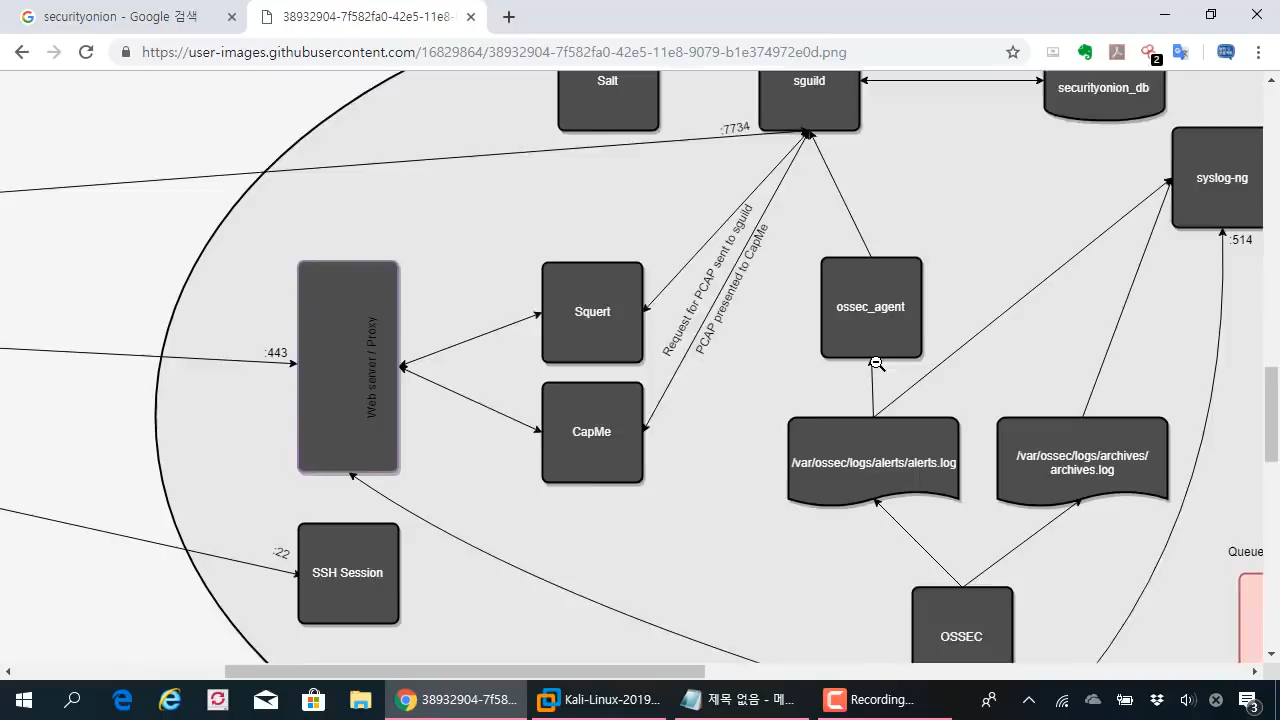 securityonion - Google 검색
38932904-7f582fa0-42e5-11e8-
https://user-images.githubusercontent.com/16829864/38932904-7f582fa0-42e5-11e8-9079-b1e374972e0d.png
2
Salt
sguild
securityonion_db
:7734
syslog-ng
:514
Request for PCAP sent to sguild
PCAP presented to CapMe
Squert
ossec_agent
:443
Web server / Proxy
CapMe
/var/ossec/logs/alerts/alerts.log
/var/ossec/logs/archives/
archives.log
:22
SSH Session
Queue
OSSEC
38932904-7f58...
Kali-Linux-2019...
제목 없음 - 메...
Recording...
3